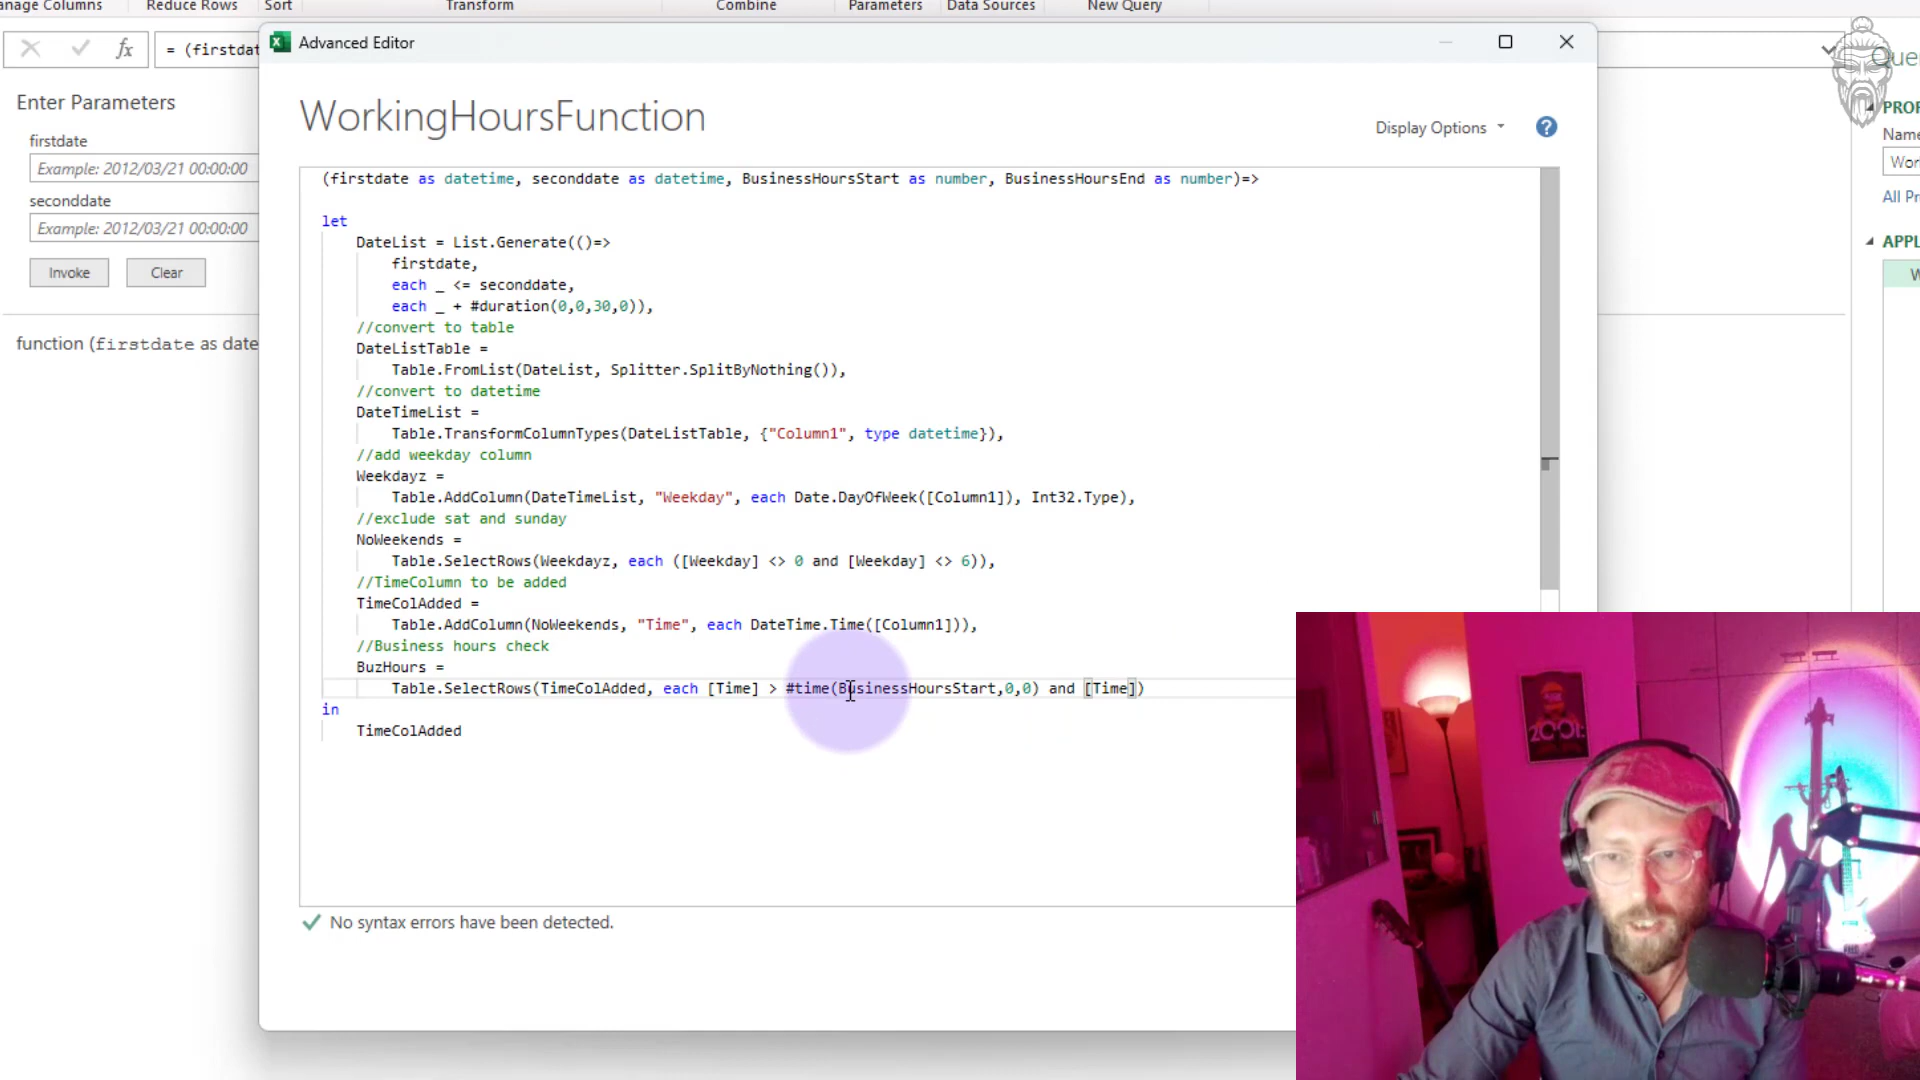 anage Columns Reduce Rows Sort Transform Combine Parameters Data Sources New Query
fx = (firstdat
Advanced Editor
Enter Parameters
firstdate
Example: 2012/03/21 00:00:00
seconddate
Example: 2012/03/21 00:00:00
Invoke Clear
function (firstdate as date
WorkingHoursFunction
Display Options
?
(firstdate as datetime, seconddate as datetime, BusinessHoursStart as number, BusinessHoursEnd as number)=>
let
DateList = List.Generate(()=>
firstdate,
each _ <= seconddate,
each _ + #duration(0,0,30,0)),
//convert to table
DateListTable =
Table.FromList(DateList, Splitter.SplitByNothing()),
//convert to datetime
DateTimeList =
Table.TransformColumnTypes(DateListTable, {"Column1", type datetime}),
//add weekday column
Weekdayz =
Table.AddColumn(DateTimeList, "Weekday", each Date.DayOfWeek([Column1]), Int32.Type),
//exclude sat and sunday
NoWeekends =
Table.SelectRows(Weekdayz, each ([Weekday] <> 0 and [Weekday] <> 6)),
//TimeColumn to be added
TimeColAdded =
Table.AddColumn(NoWeekends, "Time", each DateTime.Time([Column1])),
//Business hours check
BuzHours =
Table.SelectRows(TimeColAdded, each [Time] > #time(BusinessHoursStart,0,0) and [Time])
in
TimeColAdded
No syntax errors have been detected.
Que
PROP
Name
Wor
All Pr
APPL
W
2001: